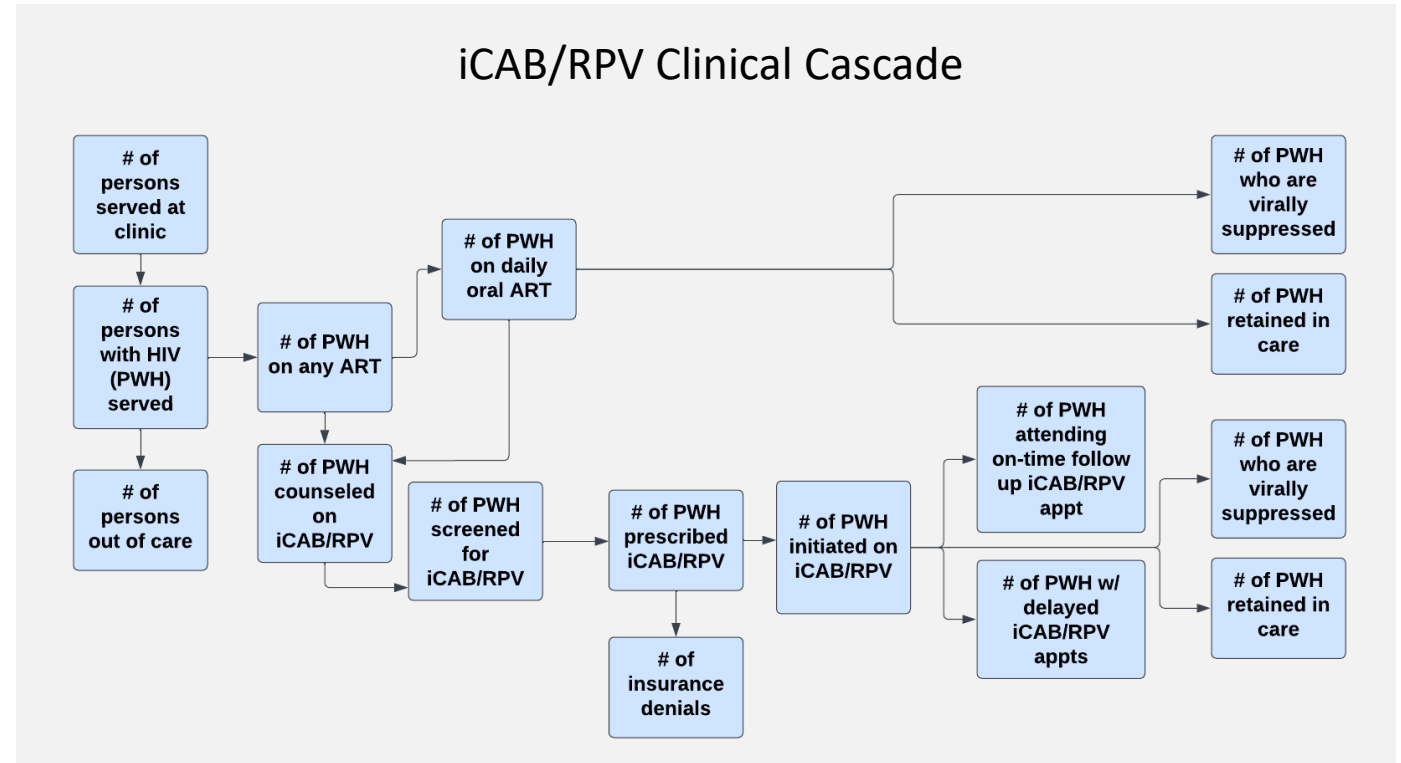 iCAB/RPV Clinical Cascade
# of
persons
served at
clinic
# of
persons
with HIV
(PWH)
served
# of
persons
out of care
# of PWH
on any ART
# of PWH
counseled
on
iCAB/RPV
# of PWH
on daily
oral ART
# of PWH
screened
for
iCAB/RPV
# of PWH
prescribed
iCAB/RPV
# of
insurance
denials
# of PWH
initiated on
iCAB/RPV
# of PWH
attending
on-time follow
up iCAB/RPV
appt
# of PWH w/
delayed
iCAB/RPV
appts
# of PWH
who are
virally
suppressed
# of PWH
retained in
care
# of PWH
who are
virally
suppressed
# of PWH
retained in
care